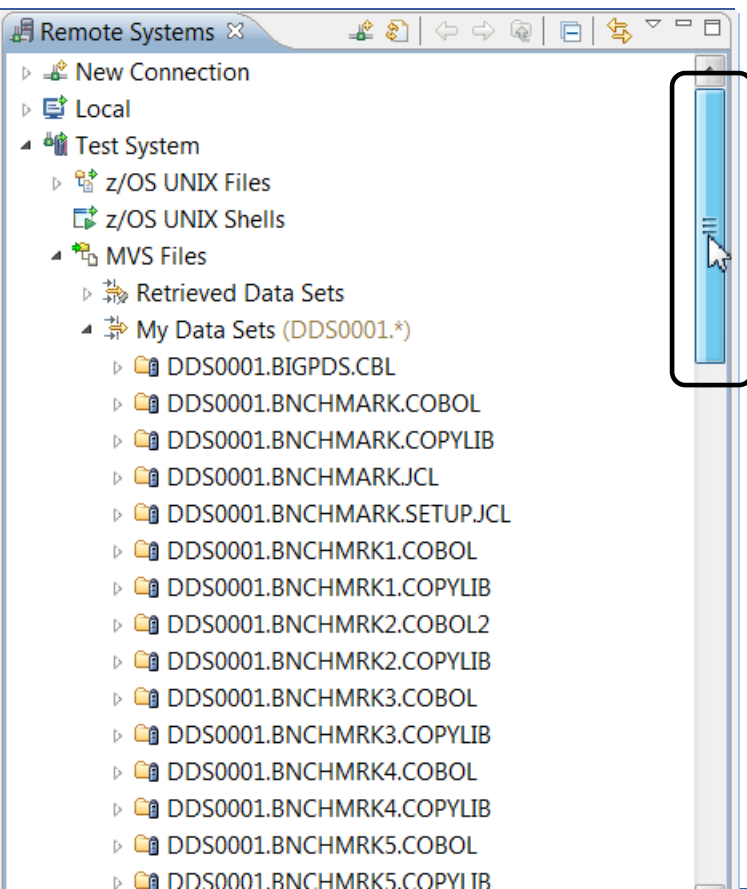 Remote Systems
New Connection
Local
Test System
z/OS UNIX Files
z/OS UNIX Shells
MVS Files
Retrieved Data Sets
My Data Sets (DDS0001.*)
DDS0001.BIGPDS.CBL
DDS0001.BNCHMARK.COBOL
DDS0001.BNCHMARK.COPYLIB
DDS0001.BNCHMARK.JCL
DDS0001.BNCHMARK.SETUP.JCL
DDS0001.BNCHMRK1.COBOL
DDS0001.BNCHMRK1.COPYLIB
DDS0001.BNCHMRK2.COBOL2
DDS0001.BNCHMRK2.COPYLIB
DDS0001.BNCHMRK3.COBOL
DDS0001.BNCHMRK3.COPYLIB
DDS0001.BNCHMRK4.COBOL
DDS0001.BNCHMRK4.COPYLIB
DDS0001.BNCHMRK5.COBOL
DDS0001.BNCHMRK5.COPYLIB